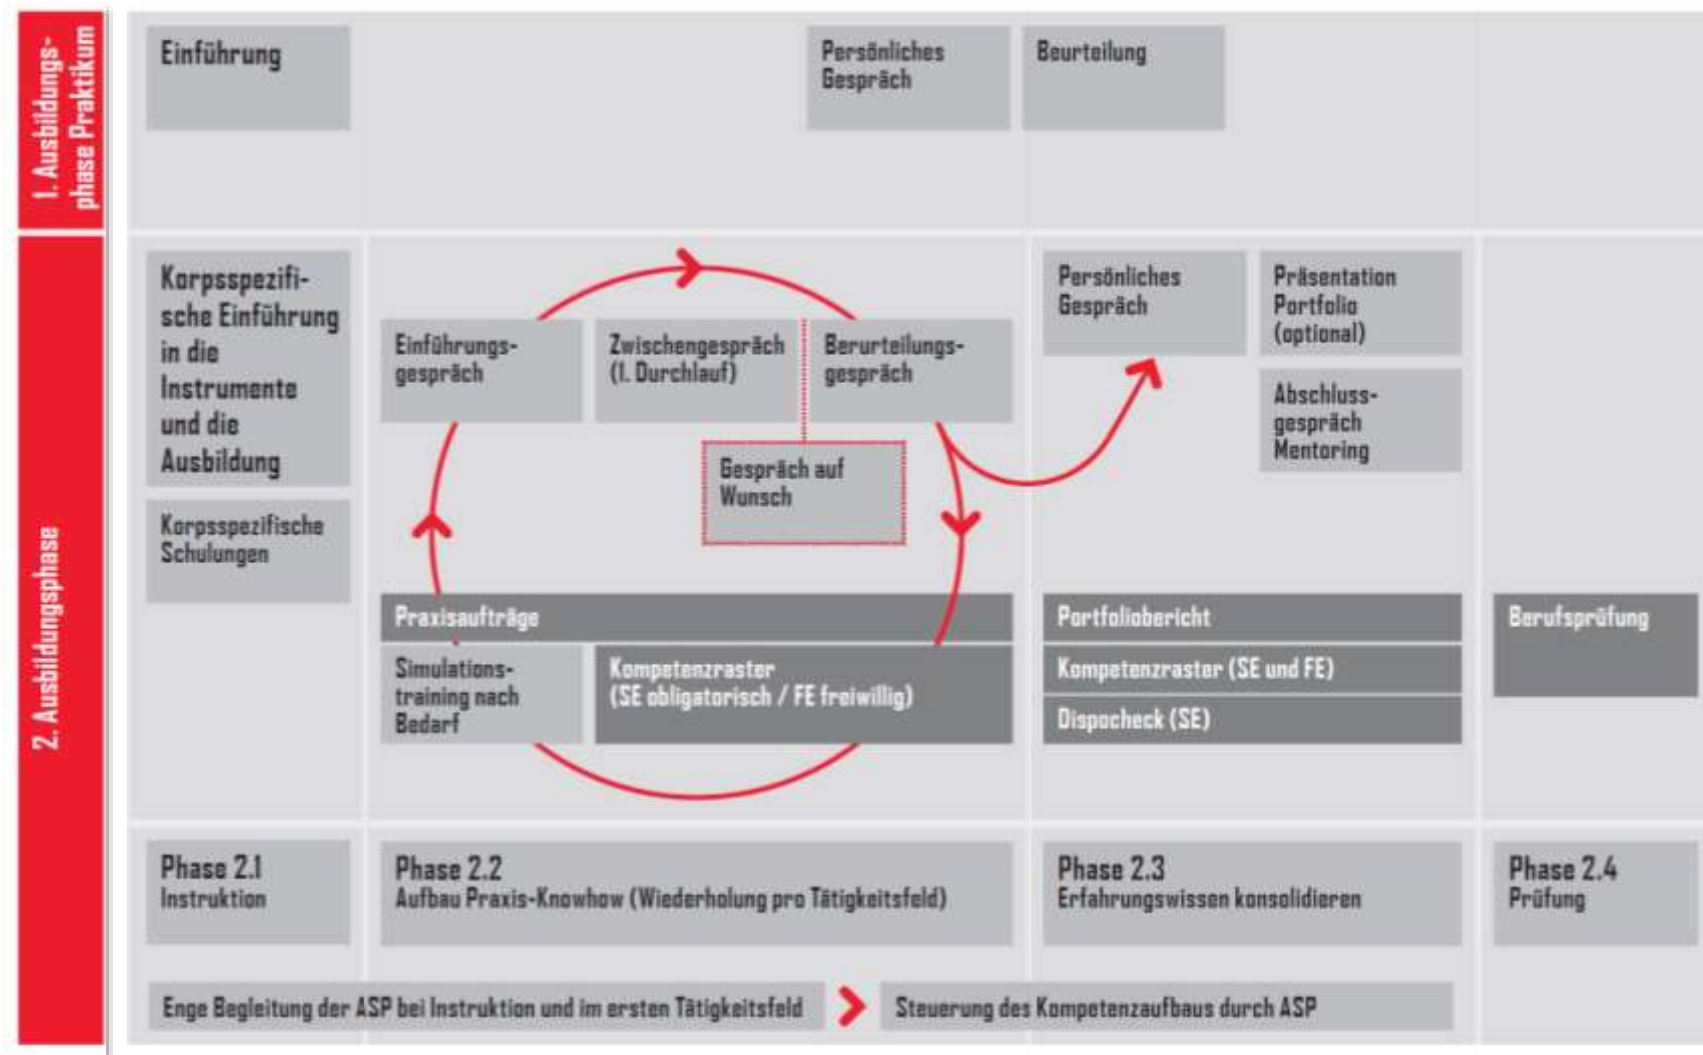 1. Ausbildungs-
phase Praktikum
Einführung
Persönliches
Gespräch
Beurteilung
2. Ausbildungsphase
Korpsspezifi-
sche Einführung
in die
Instrumente
und die
Ausbildung
Korpsspezifische
Schulungen
Einführungs-
gespräch
Zwischengespräch
(1. Durchlauf)
Berurteilungs-
gespräch
Gespräch auf
Wunsch
Praxisaufträge
Simulations-
training nach
Bedarf
Kompetenzraster
(SE obligatorisch / FE freiwillig)
Persönliches
Gespräch
Präsentation
Portfolio
(optional)
Abschluss-
gespräch
Mentoring
Portfoliobericht
Kompetenzraster (SE und FE)
Dispocheck (SE)
Berufsprüfung
Phase 2.1
Instruktion
Phase 2.2
Aufbau Praxis-Knowhow (Wiederholung pro Tätigkeitsfeld)
Phase 2.3
Erfahrungswissen konsolidieren
Phase 2.4
Prüfung
Enge Begleitung der ASP bei Instruktion und im ersten Tätigkeitsfeld
Steuerung des Kompetenzaufbaus durch ASP